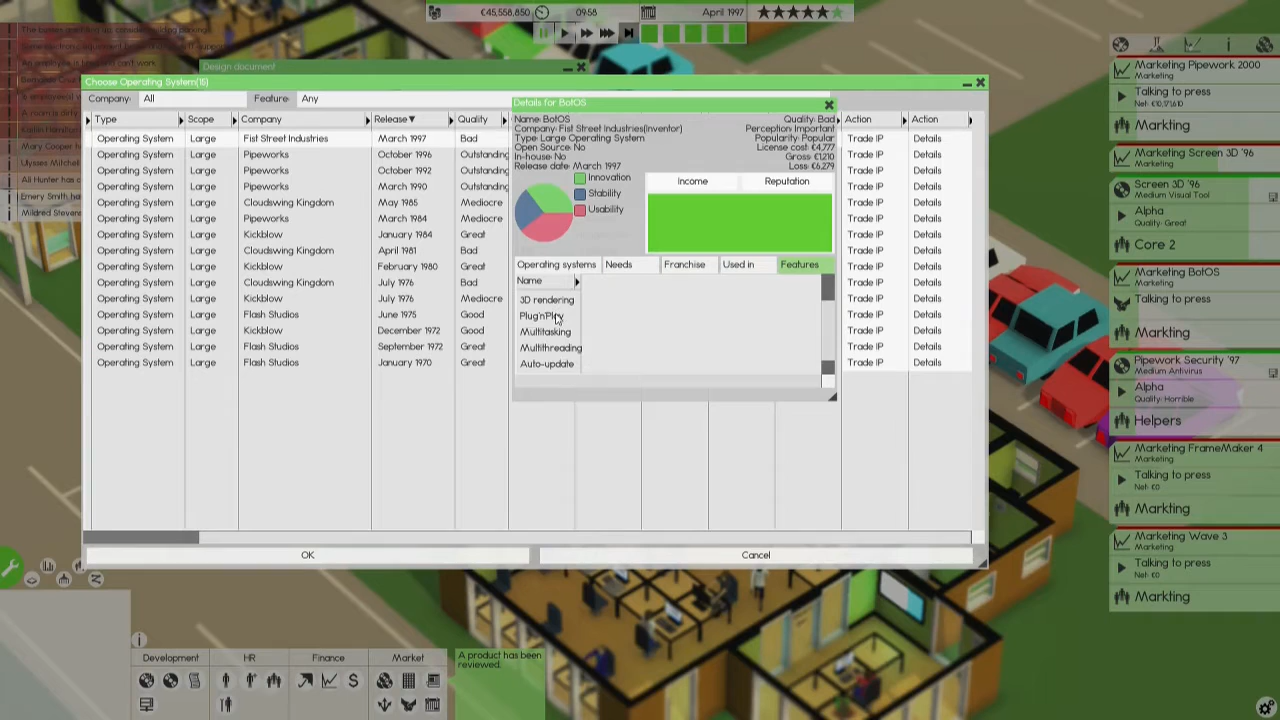 €45,558,850
09:58
April 1997
Design document
Choose Operating System(15)
Company: All
Feature: Any
Type Scope Company Release▼ Quality Action Action
Operating System Large Fist Street Industries March 1997 Bad Trade IP Details
Operating System Large Pipeworks October 1996 Outstanding Trade IP Details
Operating System Large Pipeworks October 1992 Outstanding Trade IP Details
Operating System Large Pipeworks March 1990 Outstanding Trade IP Details
Operating System Large Cloudswing Kingdom May 1985 Mediocre Trade IP Details
Operating System Large Pipeworks March 1984 Mediocre Trade IP Details
Operating System Large Kickblow January 1984 Great Trade IP Details
Operating System Large Cloudswing Kingdom April 1981 Bad Trade IP Details
Operating System Large Kickblow February 1980 Great Trade IP Details
Operating System Large Cloudswing Kingdom July 1976 Bad Trade IP Details
Operating System Large Kickblow July 1976 Mediocre Trade IP Details
Operating System Large Flash Studios June 1975 Good Trade IP Details
Operating System Large Kickblow December 1972 Good Trade IP Details
Operating System Large Flash Studios September 1972 Great Trade IP Details
Operating System Large Flash Studios January 1970 Great Trade IP Details
OK
Cancel
Details for BotOS
Name: BotOS
Company: Fist Street Industries(Inventor)
Type: Large Operating System
Open Source: No
In-house: No
Release date: March 1997
Quality: Bad
Perception Important
Popularity: Popular
License cost: €4,777
Gross: €1,210
Loss: €6,279
Innovation
Stability
Usability
Income Reputation
Operating systems Needs Franchise Used in Features
Name
3D rendering
Plug'n'Play
Multitasking
Multithreading
Auto-update
Marketing Pipework 2000
Marketing
Talking to press
Net: €10,171,610
Markting
Marketing Screen 3D '96
Marketing
Screen 3D '96
Medium Visual Tool
Alpha
Quality: Great
Core 2
Marketing BotOS
Talking to press
Markting
Pipework Security '97
Medium Antivirus
Alpha
Quality: Horrible
Helpers
Marketing FrameMaker 4
Marketing
Talking to press
Net: €0
Markting
Marketing Wave 3
Marketing
Talking to press
Net: €0
Markting
Development HR Finance Market
A product has been
reviewed.